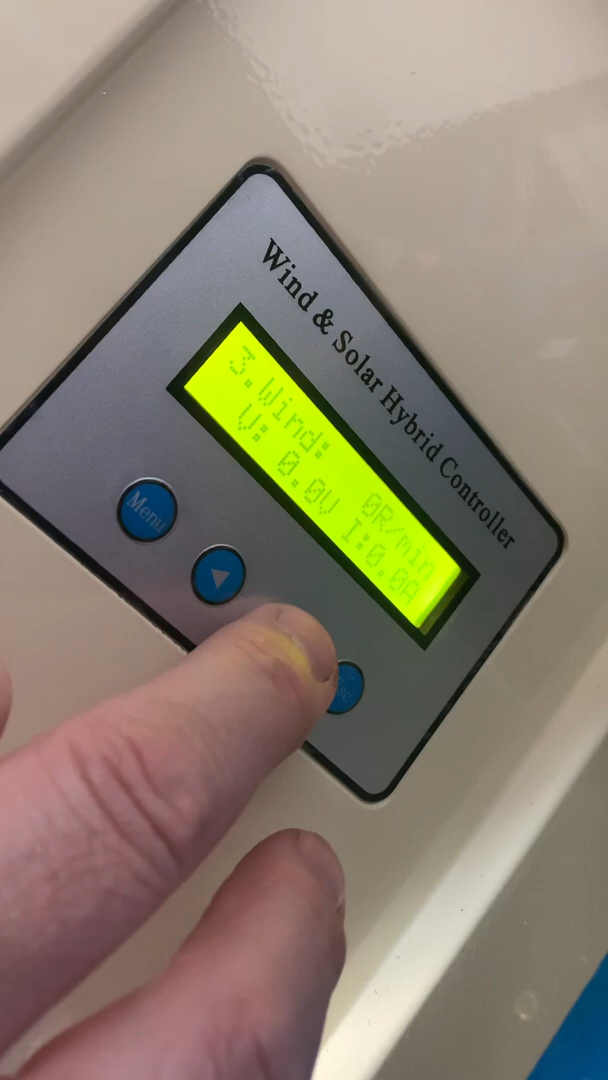 Wind & Solar Hybrid Controller
3.Wind: 0R/min
V: 0.0V I:0.0A
Menu